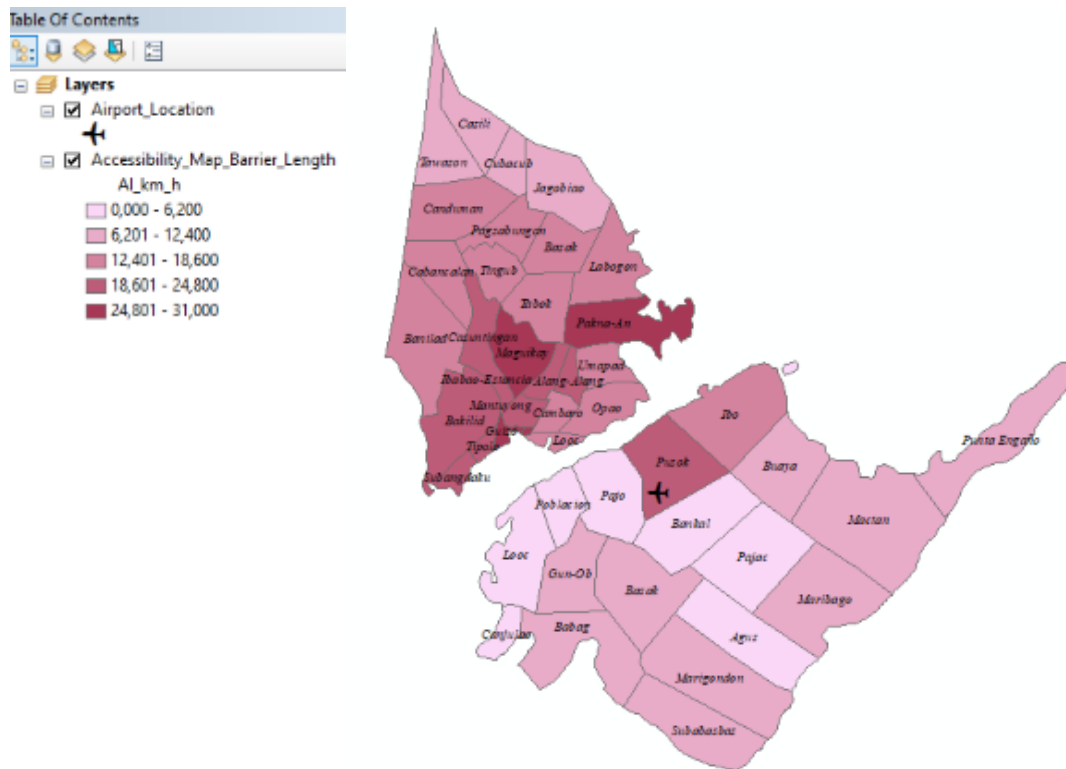 Table Of Contents
Layers
Airport_Location
Accessibility_Map_Barrier_Length
AI_km_h
0,000 - 6,200
6,201 - 12,400
12,401 - 18,600
18,601 - 24,800
24,801 - 31,000
Casili
Tawason
Cubacub
Jagobiao
Canduman
Pagsabungan
Basak
Labogon
Cabancalan
Tingub
Tabok
Pakna-An
Banilad
Casuntingan
Maguikay
Umapad
Ibabao-Estancia
Alang-Alang
Mantuyong
Cambaro
Opao
Bakilid
Guizo
Looc
Tipolo
Subangdaku
Ibo
Punta Engaño
Pusok
Buaya
Poblacion
Pajo
Bankal
Mactan
Looc
Pajac
Gun-Ob
Basak
Maribago
Canjulao
Babag
Agus
Marigondon
Subabasbas